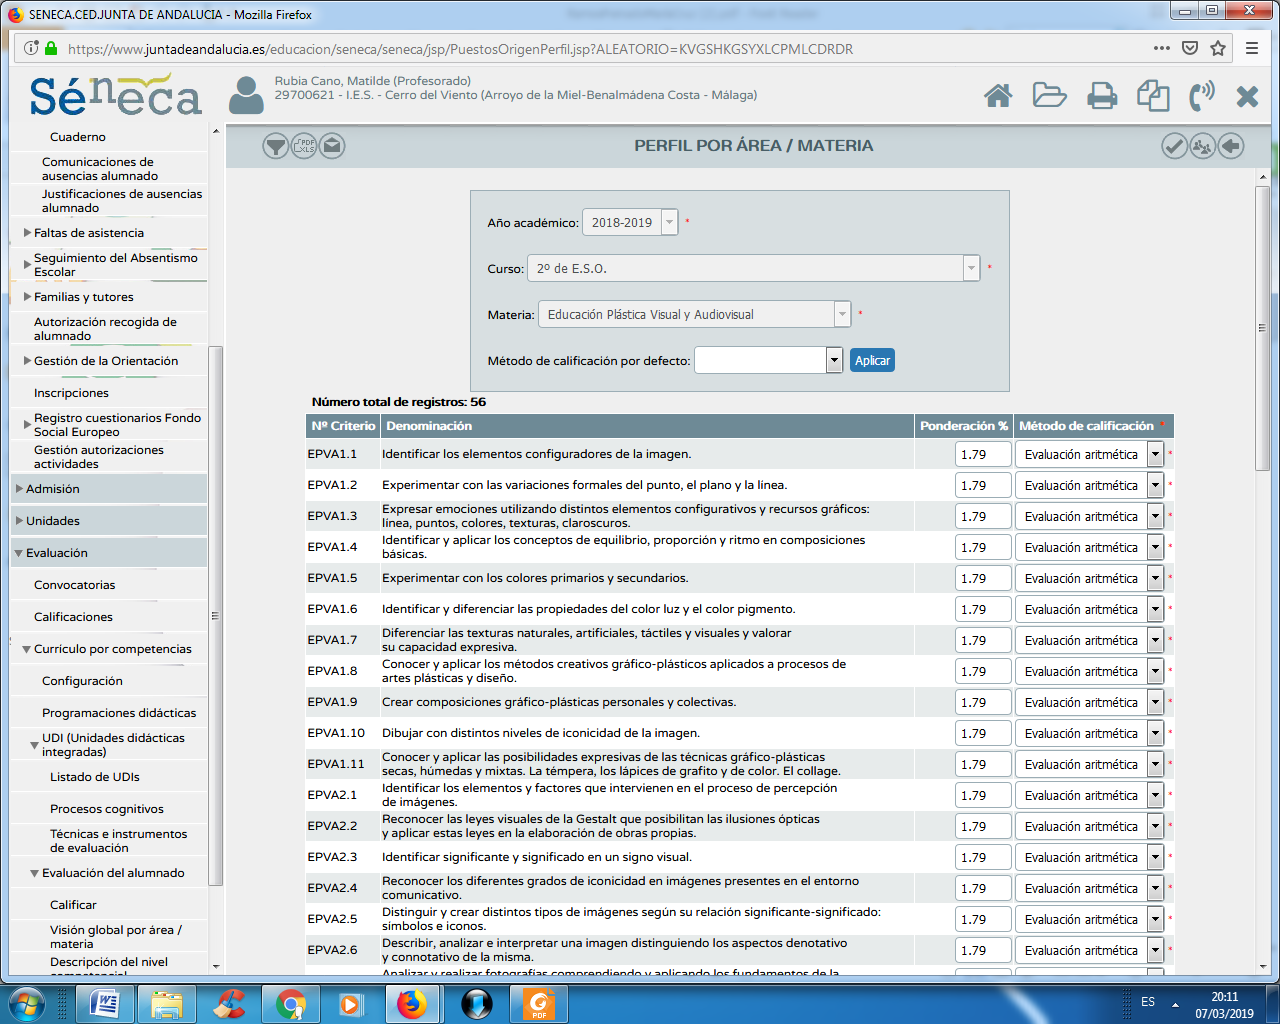 SENECA.CED.JUNTA DE ANDALUCIA - Mozilla Firefox
https://www.juntadeandalucia.es/educacion/seneca/seneca/jsp/PuestosOrigenPerfil.jsp?ALEATORIO=KVGSHKGSYXLCPMLCDRDR
Séneca
Rubia Cano, Matilde (Profesorado)
29700621 - I.E.S. - Cerro del Viento (Arroyo de la Miel-Benalmádena Costa - Málaga)
Cuaderno
Comunicaciones de
ausencias alumnado
Justificaciones de ausencias
alumnado
Faltas de asistencia
Seguimiento del Absentismo
Escolar
Familias y tutores
Autorización recogida de
alumnado
Gestión de la Orientación
Inscripciones
Registro cuestionarios Fondo
Social Europeo
Gestión autorizaciones
actividades
Admisión
Unidades
Evaluación
Convocatorias
Calificaciones
Currículo por competencias
Configuración
Programaciones didácticas
UDI (Unidades didácticas
integradas)
Listado de UDIs
Procesos cognitivos
Técnicas e instrumentos
de evaluación
Evaluación del alumnado
Calificar
Visión global por área /
materia
Descripción del nivel
competencial
PDF
XLS
PERFIL POR ÁREA / MATERIA
Año académico: 2018-2019 *
Curso: 2º de E.S.O. *
Materia: Educación Plástica Visual y Audiovisual *
Método de calificación por defecto: Aplicar
Número total de registros: 56
Nº Criterio Denominación Ponderación % Método de calificación *
EPVA1.1 Identificar los elementos configuradores de la imagen. 1.79 Evaluación aritmética *
EPVA1.2 Experimentar con las variaciones formales del punto, el plano y la línea. 1.79 Evaluación aritmética *
EPVA1.3 Expresar emociones utilizando distintos elementos configurativos y recursos gráficos:
línea, puntos, colores, texturas, claroscuros. 1.79 Evaluación aritmética *
EPVA1.4 Identificar y aplicar los conceptos de equilibrio, proporción y ritmo en composiciones
básicas. 1.79 Evaluación aritmética *
EPVA1.5 Experimentar con los colores primarios y secundarios. 1.79 Evaluación aritmética *
EPVA1.6 Identificar y diferenciar las propiedades del color luz y el color pigmento. 1.79 Evaluación aritmética *
EPVA1.7 Diferenciar las texturas naturales, artificiales, táctiles y visuales y valorar
su capacidad expresiva. 1.79 Evaluación aritmética *
EPVA1.8 Conocer y aplicar los métodos creativos gráfico-plásticos aplicados a procesos de
artes plásticas y diseño. 1.79 Evaluación aritmética *
EPVA1.9 Crear composiciones gráfico-plásticas personales y colectivas. 1.79 Evaluación aritmética *
EPVA1.10 Dibujar con distintos niveles de iconicidad de la imagen. 1.79 Evaluación aritmética *
EPVA1.11 Conocer y aplicar las posibilidades expresivas de las técnicas gráfico-plásticas
secas, húmedas y mixtas. La témpera, los lápices de grafito y de color. El collage. 1.79 Evaluación aritmética *
EPVA2.1 Identificar los elementos y factores que intervienen en el proceso de percepción
de imágenes. 1.79 Evaluación aritmética *
EPVA2.2 Reconocer las leyes visuales de la Gestalt que posibilitan las ilusiones ópticas
y aplicar estas leyes en la elaboración de obras propias. 1.79 Evaluación aritmética *
EPVA2.3 Identificar significante y significado en un signo visual. 1.79 Evaluación aritmética *
EPVA2.4 Reconocer los diferentes grados de iconicidad en imágenes presentes en el entorno
comunicativo. 1.79 Evaluación aritmética *
EPVA2.5 Distinguir y crear distintos tipos de imágenes según su relación significante-significado:
símbolos e iconos. 1.79 Evaluación aritmética *
EPVA2.6 Describir, analizar e interpretar una imagen distinguiendo los aspectos denotativo
y connotativo de la misma. 1.79 Evaluación aritmética *
Analizar y realizar fotografías comprendiendo y aplicando los fundamentos de la
PDF
ES
20:11
07/03/2019